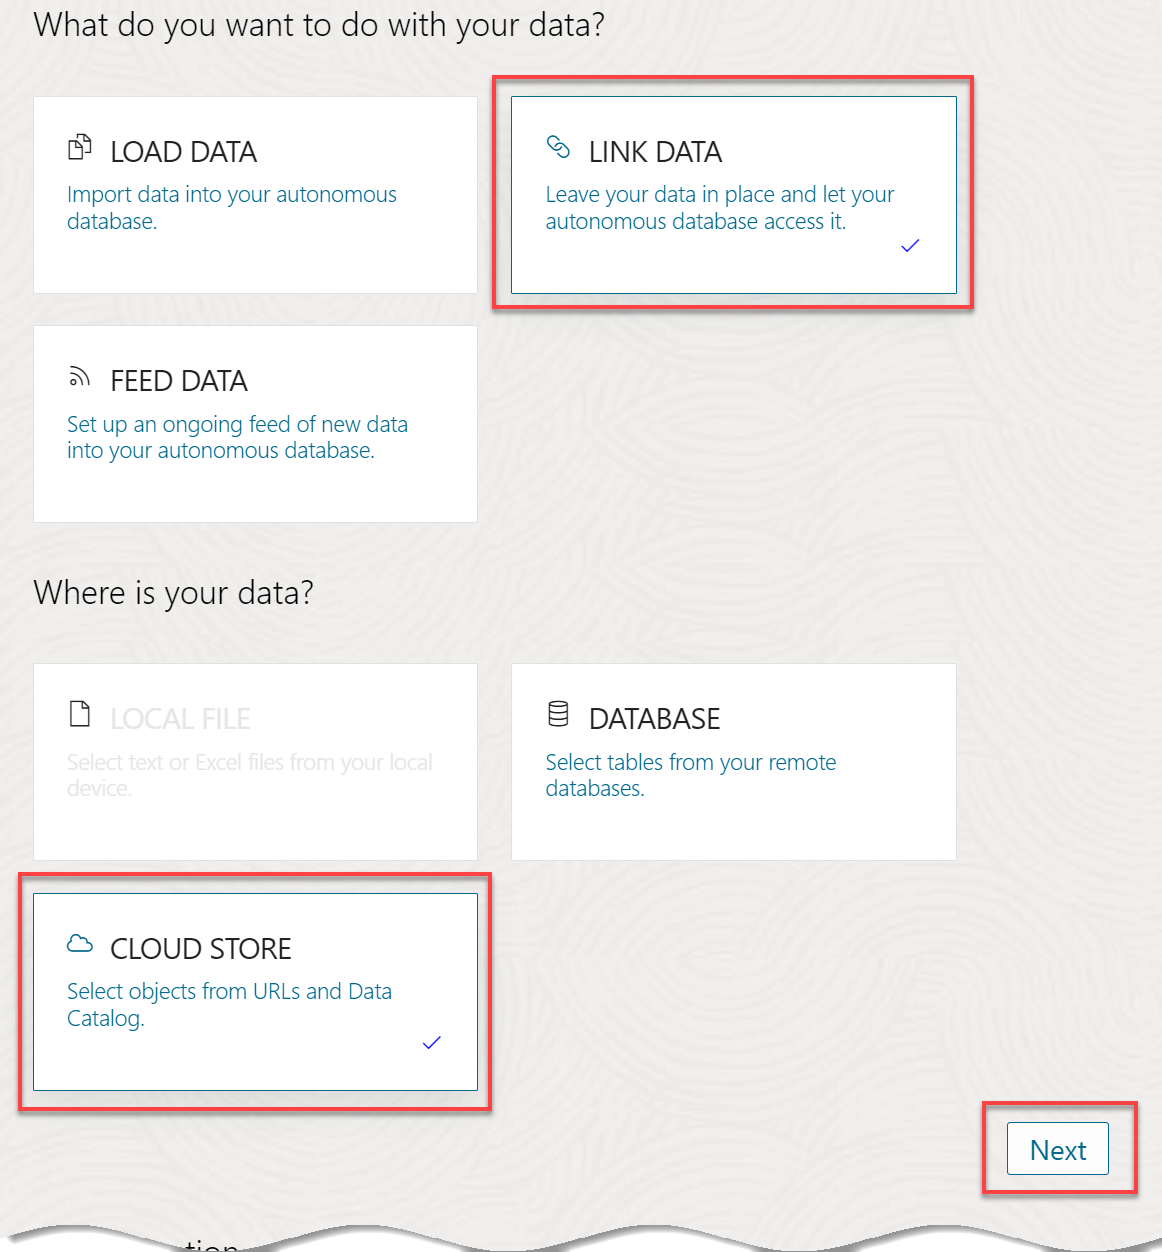 What do you want to do with your data?
LOAD DATA
Import data into your autonomous
database.
LINK DATA
Leave your data in place and let your
autonomous database access it.
FEED DATA
Set up an ongoing feed of new data
into your autonomous database.
Where is your data?
LOCAL FILE
Select text or Excel files from your local
device.
DATABASE
Select tables from your remote
databases.
CLOUD STORE
Select objects from URLs and Data
Catalog.
Next